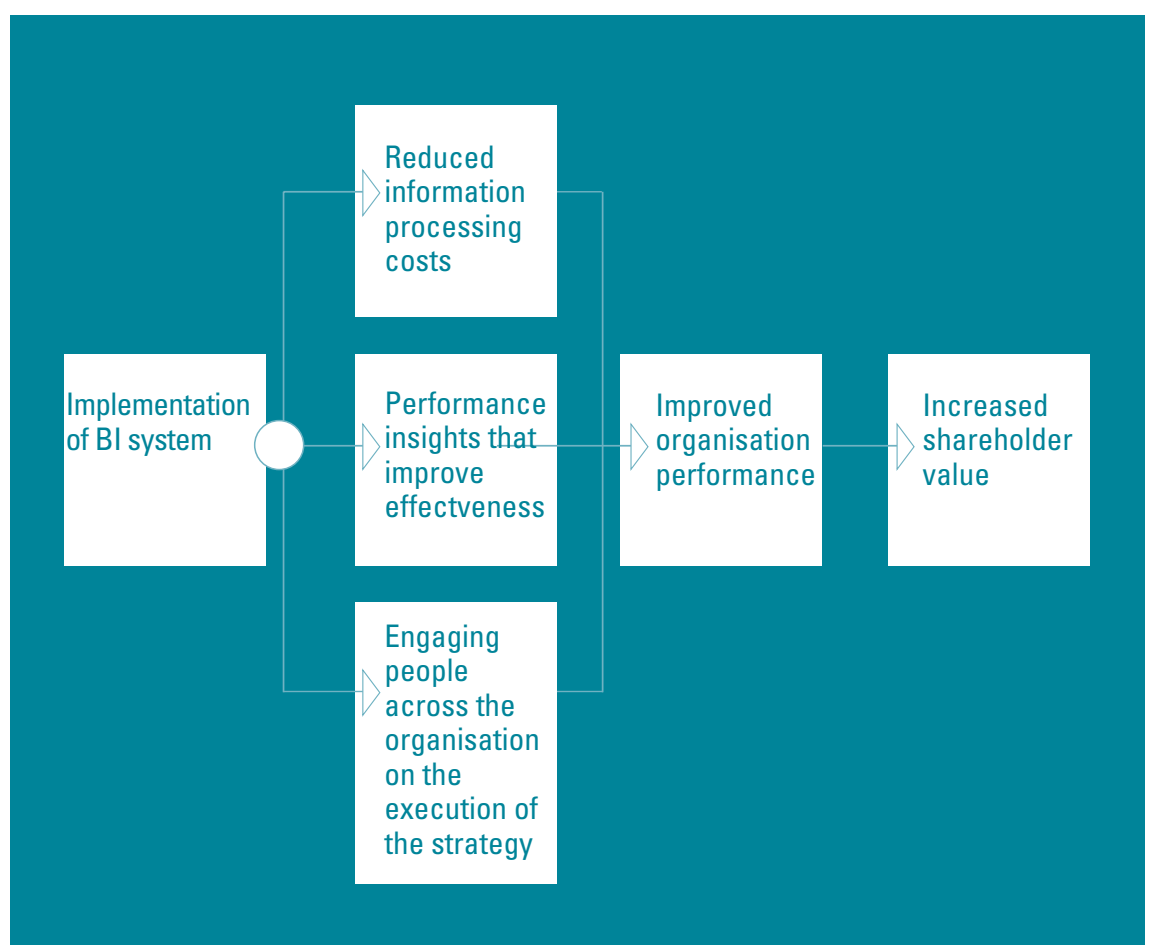 Reduced
information
processing
costs
Implementation
of BI system
Performance
insights that
improve
effectveness
Improved
organisation
performance
Increased
shareholder
value
Engaging
people
across the
organisation
on the
execution of
the strategy